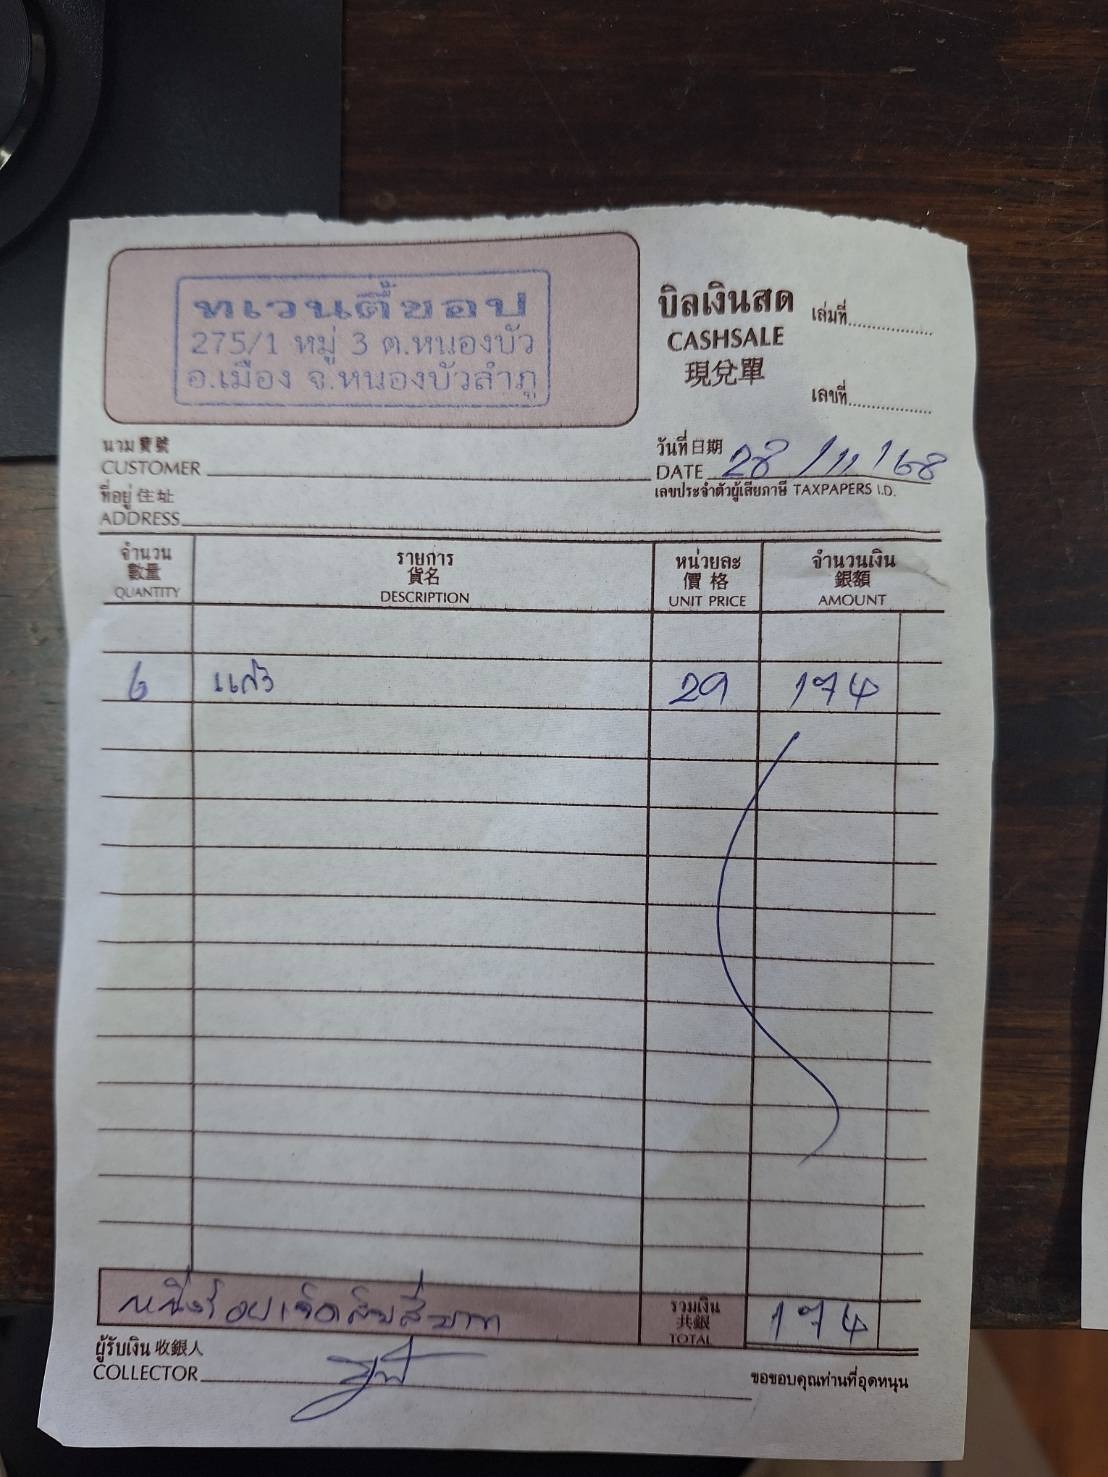 ทเวนตี้ชอป
275/1 หมู่ 3 ต.หนองบัว
อ.เมือง จ.หนองบัวลำภู
บิลเงินสด
CASHSALE
現兌單
เล่มที่
เลขที่
นาม 寶號
CUSTOMER
วันที่ 日期
DATE 28/11/68
ที่อยู่ 住址
ADDRESS
เลขประจำตัวผู้เสียภาษี TAXPAPERS I.D.
จำนวน รายการ หน่วยละ จำนวนเงิน
數量 貨名 價格 銀額
QUANTITY DESCRIPTION UNIT PRICE AMOUNT
6 แก้ว 29 174
หนึ่งร้อยเจ็ดสิบสี่บาท
รวมเงิน
共銀
TOTAL
174
ผู้รับเงิน 收銀人
COLLECTOR
ขอขอบคุณท่านที่อุดหนุน